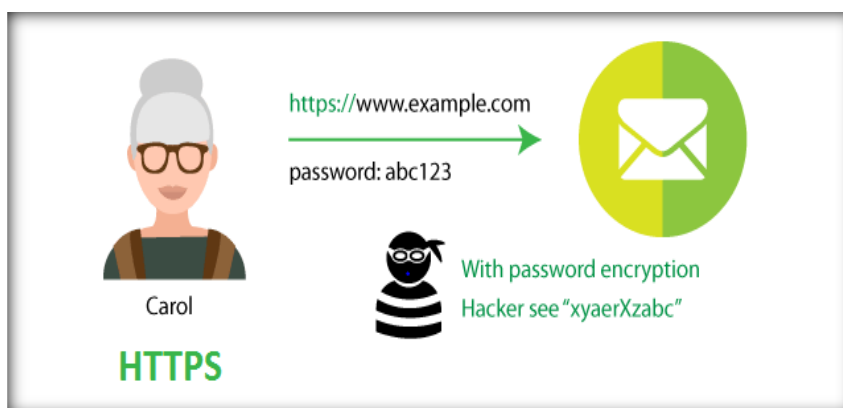 https://www.example.com
password: abc123
With password encryption
Hacker see “xyaerXzabc”
Carol
HTTPS